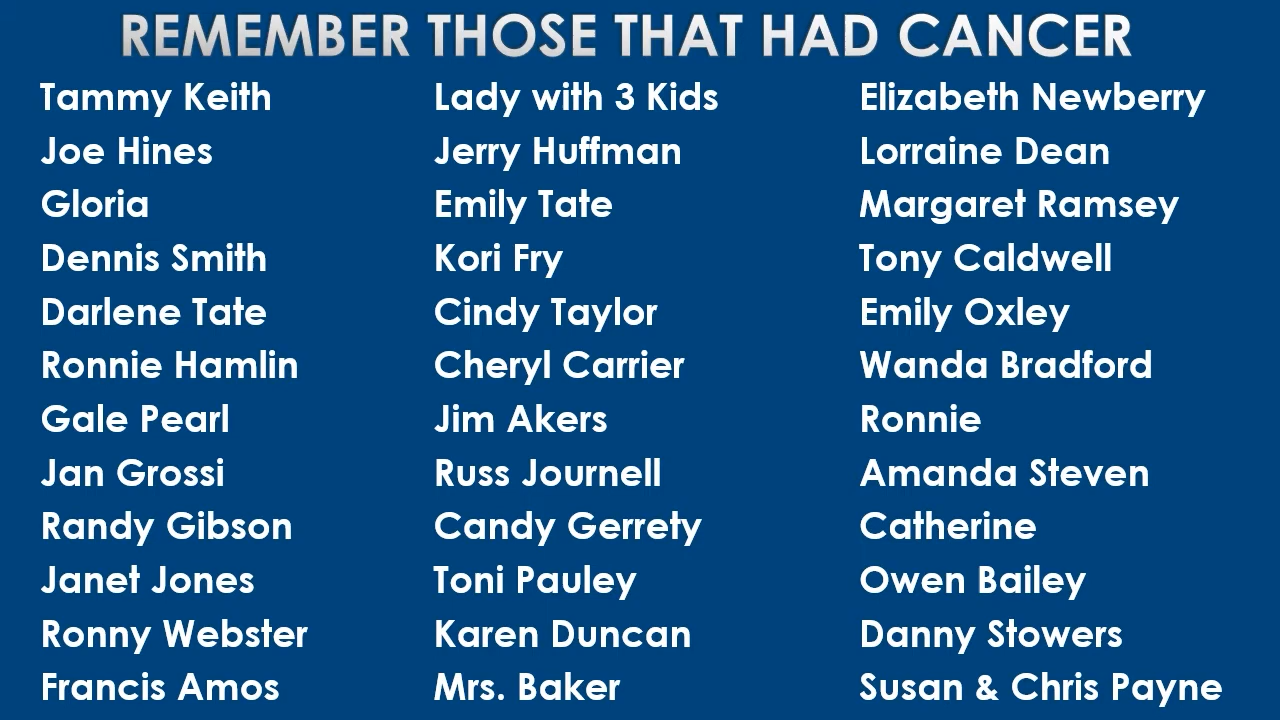 REMEMBER THOSE THAT HAD CANCER
Tammy Keith
Joe Hines
Gloria
Dennis Smith
Darlene Tate
Ronnie Hamlin
Gale Pearl
Jan Grossi
Randy Gibson
Janet Jones
Ronny Webster
Francis Amos
Lady with 3 Kids
Jerry Huffman
Emily Tate
Kori Fry
Cindy Taylor
Cheryl Carrier
Jim Akers
Russ Journell
Candy Gerrety
Toni Pauley
Karen Duncan
Mrs. Baker
Elizabeth Newberry
Lorraine Dean
Margaret Ramsey
Tony Caldwell
Emily Oxley
Wanda Bradford
Ronnie
Amanda Steven
Catherine
Owen Bailey
Danny Stowers
Susan & Chris Payne